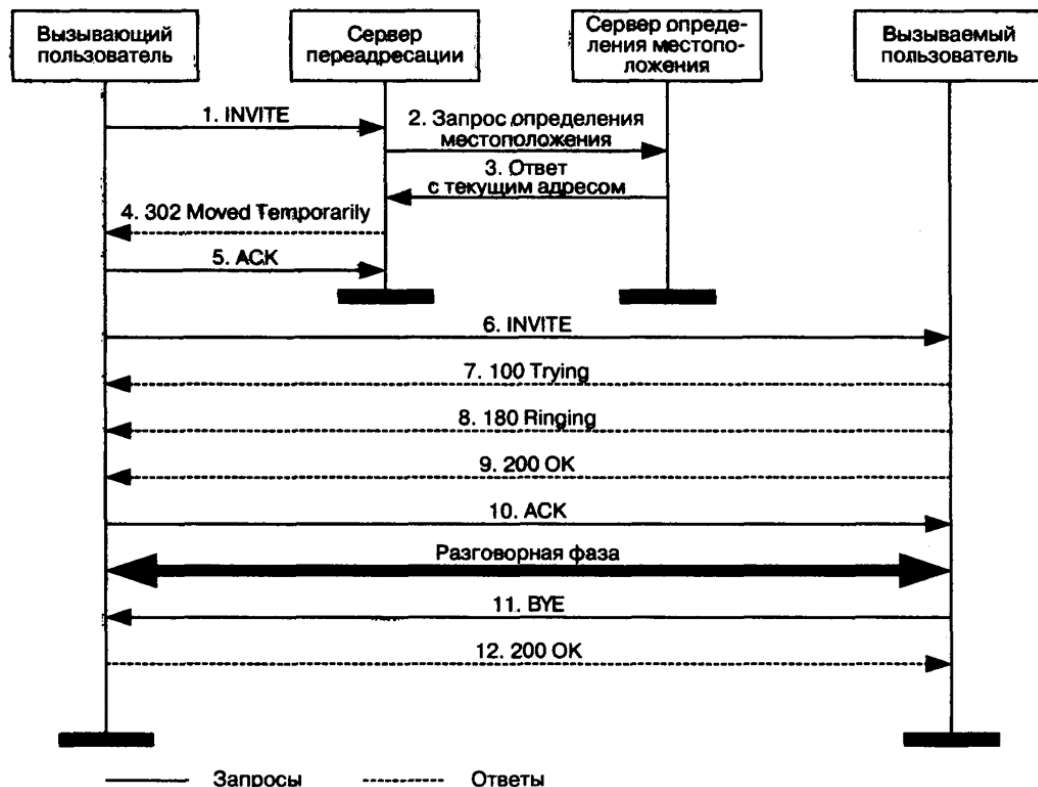 Вызывающий
пользователь
Сервер
переадресации
Сервер опреде-
ления местопо-
ложения
Вызываемый
пользователь
1. INVITE
2. Запрос определения
местоположения
3. Ответ
с текущим адресом
4. 302 Moved Temporarily
5. ACK
6. INVITE
7. 100 Trying
8. 180 Ringing
9. 200 OK
10. ACK
Разговорная фаза
11. BYE
12. 200 OK
Запросы
Ответы